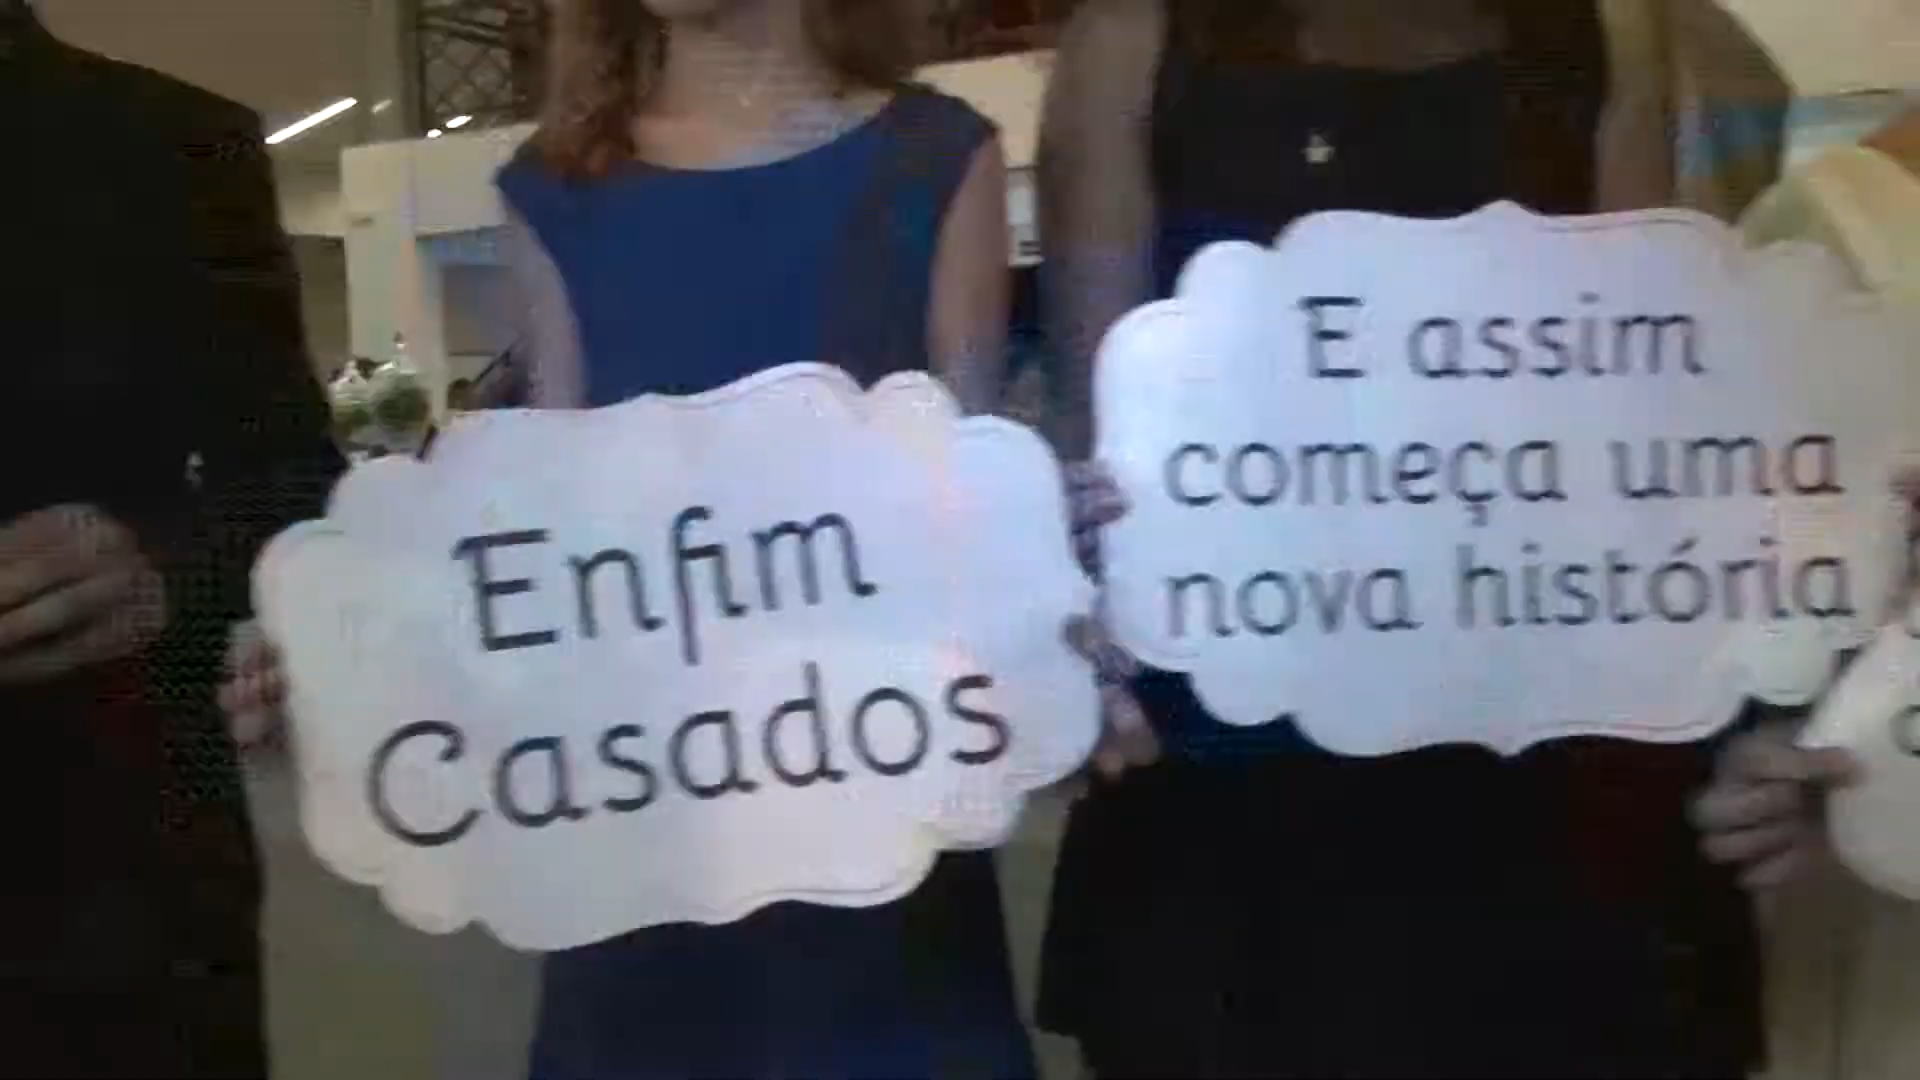 Enfim
Casados
E assim
começa uma
nova história